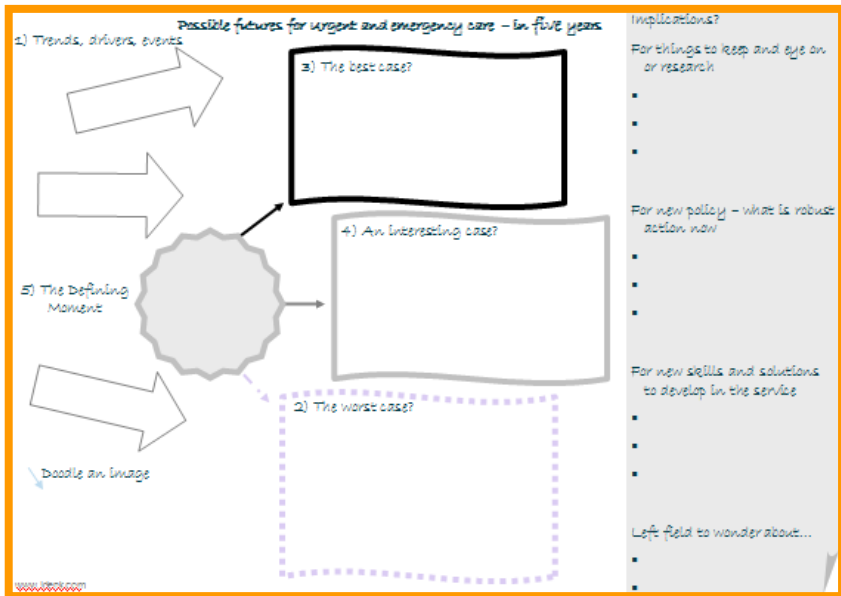 Possible futures for urgent and emergency care – in five years
1) Trends, drivers, events
3) The best case?
4) An interesting case?
5) The Defining
Moment
2) The worst case?
Doodle an image
www.idenk.com
Implications?
For things to keep and eye on
or research
For new policy – what is robust
action now
For new skills and solutions
to develop in the service
Left field to wonder about...